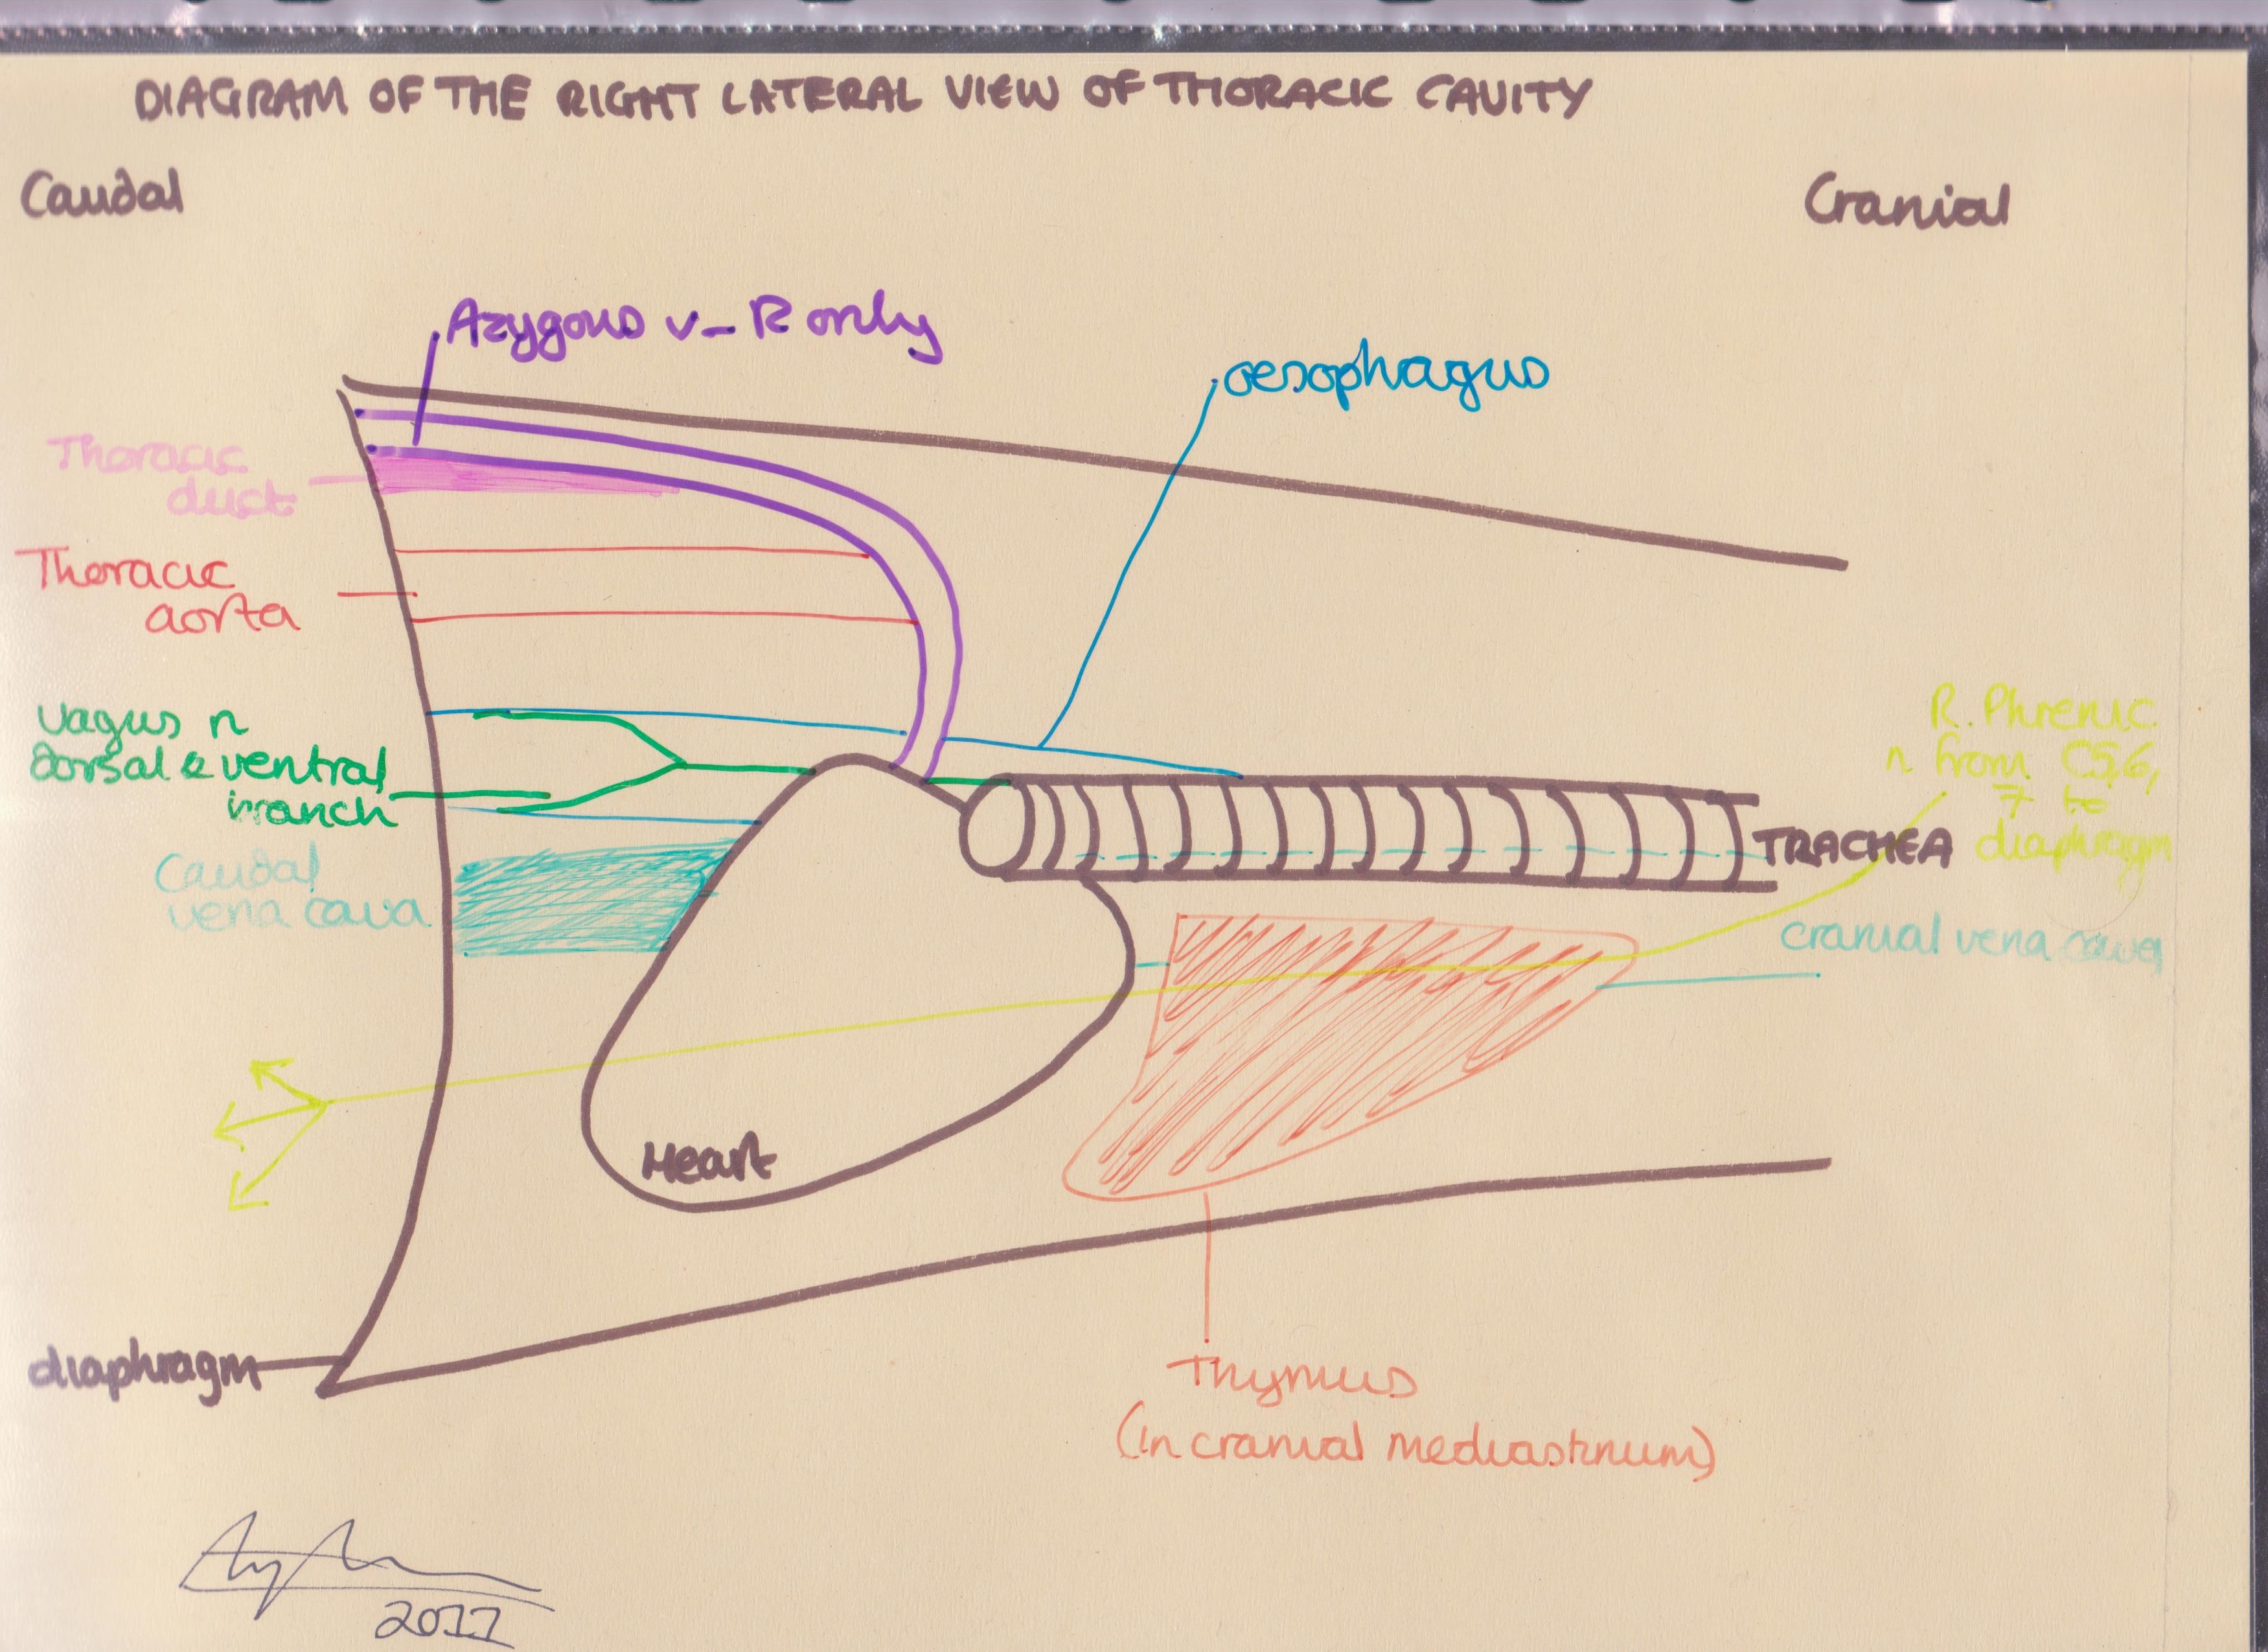 DIAGRAM OF THE RIGHT LATERAL VIEW OF THORACIC CAVITY
Caudal
Cranial
Azygous v - R only
oesophagus
Thoracic
duct
Thoracic
aorta
Vagus n
dorsal & ventral
branch
R. Phrenic
n from C5,6,
7 to
diaphragm
TRACHEA
Caudal
vena cava
cranial vena cava
Heart
diaphragm
Thymus
(in cranial mediastinum)
2011